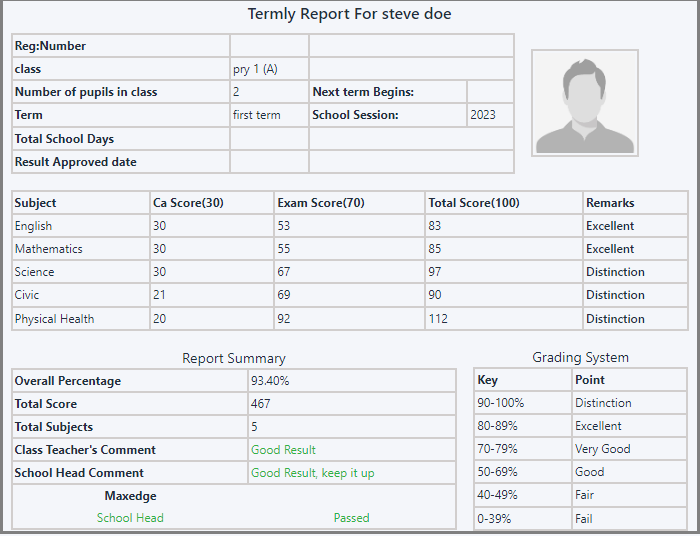 Termly Report For steve doe
Reg:Number
class pry 1 (A)
Number of pupils in class 2 Next term Begins:
Term first term School Session: 2023
Total School Days
Result Approved date
Subject Ca Score(30) Exam Score(70) Total Score(100) Remarks
English 30 53 83 Excellent
Mathematics 30 55 85 Excellent
Science 30 67 97 Distinction
Civic 21 69 90 Distinction
Physical Health 20 92 112 Distinction
Report Summary
Overall Percentage 93.40%
Total Score 467
Total Subjects 5
Class Teacher's Comment Good Result
School Head Comment Good Result, keep it up
Maxedge
School Head Passed
Grading System
Key Point
90-100% Distinction
80-89% Excellent
70-79% Very Good
50-69% Good
40-49% Fair
0-39% Fail